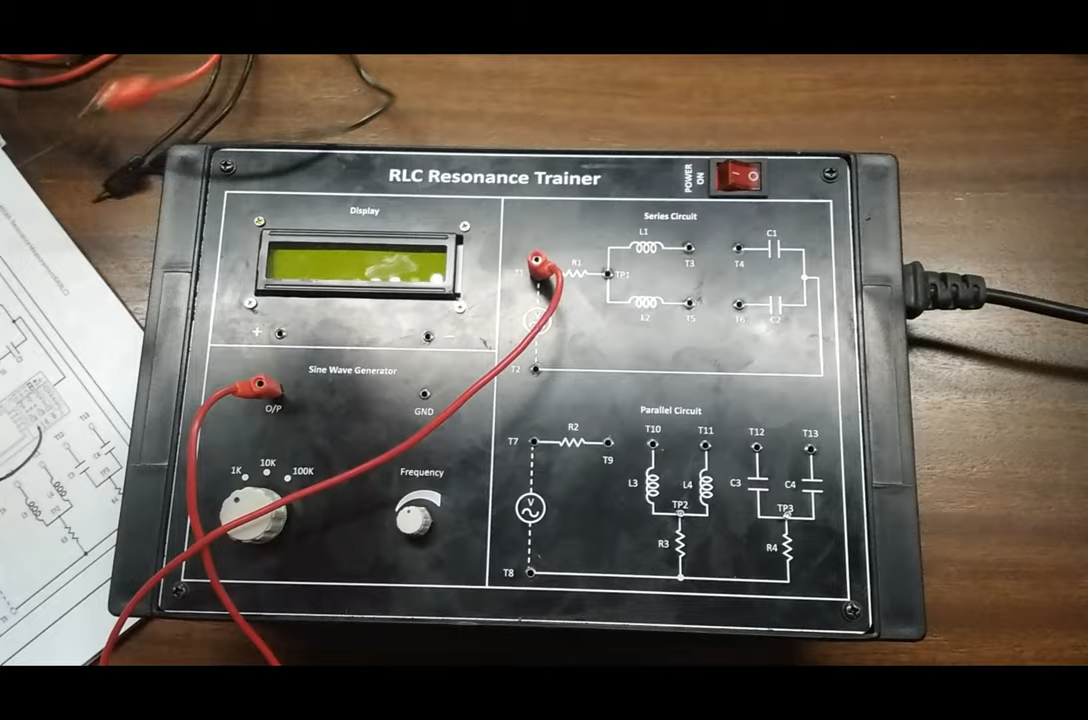 RLC Resonance Trainer
POWER
ON
Display
+
−
Sine Wave Generator
O/P
GND
1K
10K
100K
Frequency
Series Circuit
T1
R1
TP1
L1
T3
T4
C1
L2
T5
T6
C2
T2
Parallel Circuit
T7
R2
T9
T10
T11
T12
T13
L3
L4
C3
C4
V
TP2
TP3
R3
R4
T8